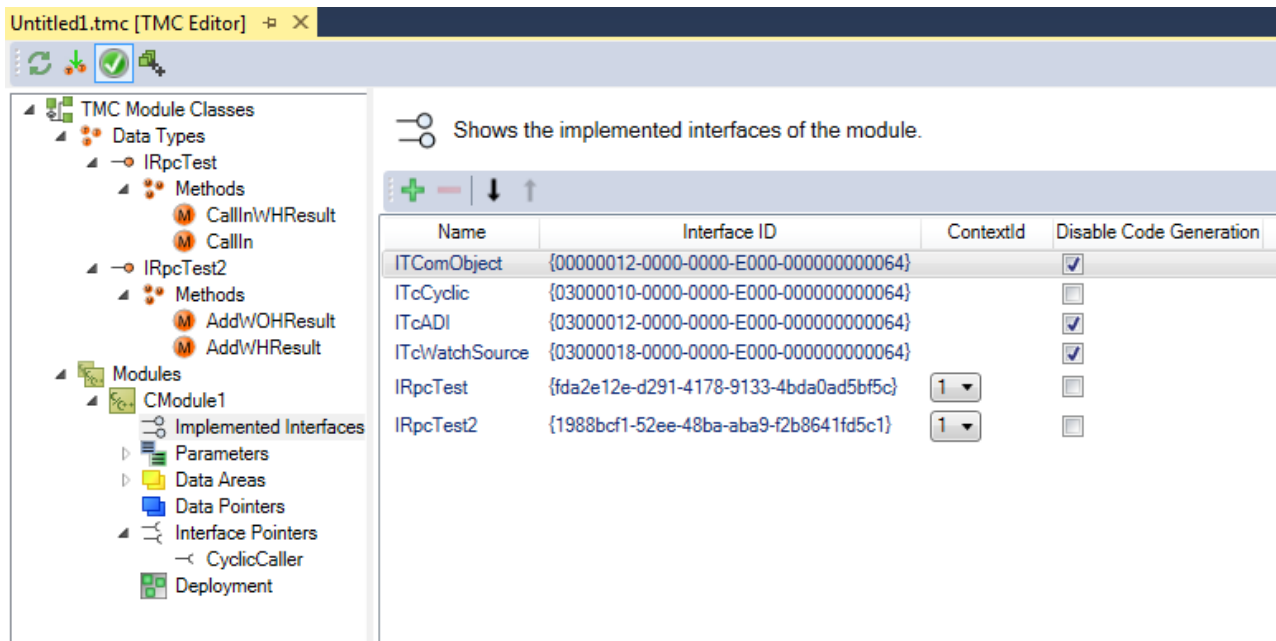 Untitled1.tmc [TMC Editor]
TMC Module Classes
Data Types
IRpcTest
Methods
M CallInWHResult
M CallIn
IRpcTest2
Methods
M AddWOHResult
M AddWHResult
Modules
CModule1
Implemented Interfaces
Parameters
Data Areas
Data Pointers
Interface Pointers
CyclicCaller
Deployment
Shows the implemented interfaces of the module.
Name Interface ID ContextId Disable Code Generation
ITComObject {00000012-0000-0000-E000-000000000064}
ITcCyclic {03000010-0000-0000-E000-000000000064}
ITcADI {03000012-0000-0000-E000-000000000064}
ITcWatchSource {03000018-0000-0000-E000-000000000064}
IRpcTest {fda2e12e-d291-4178-9133-4bda0ad5bf5c} 1
IRpcTest2 {1988bcf1-52ee-48ba-aba9-f2b8641fd5c1} 1